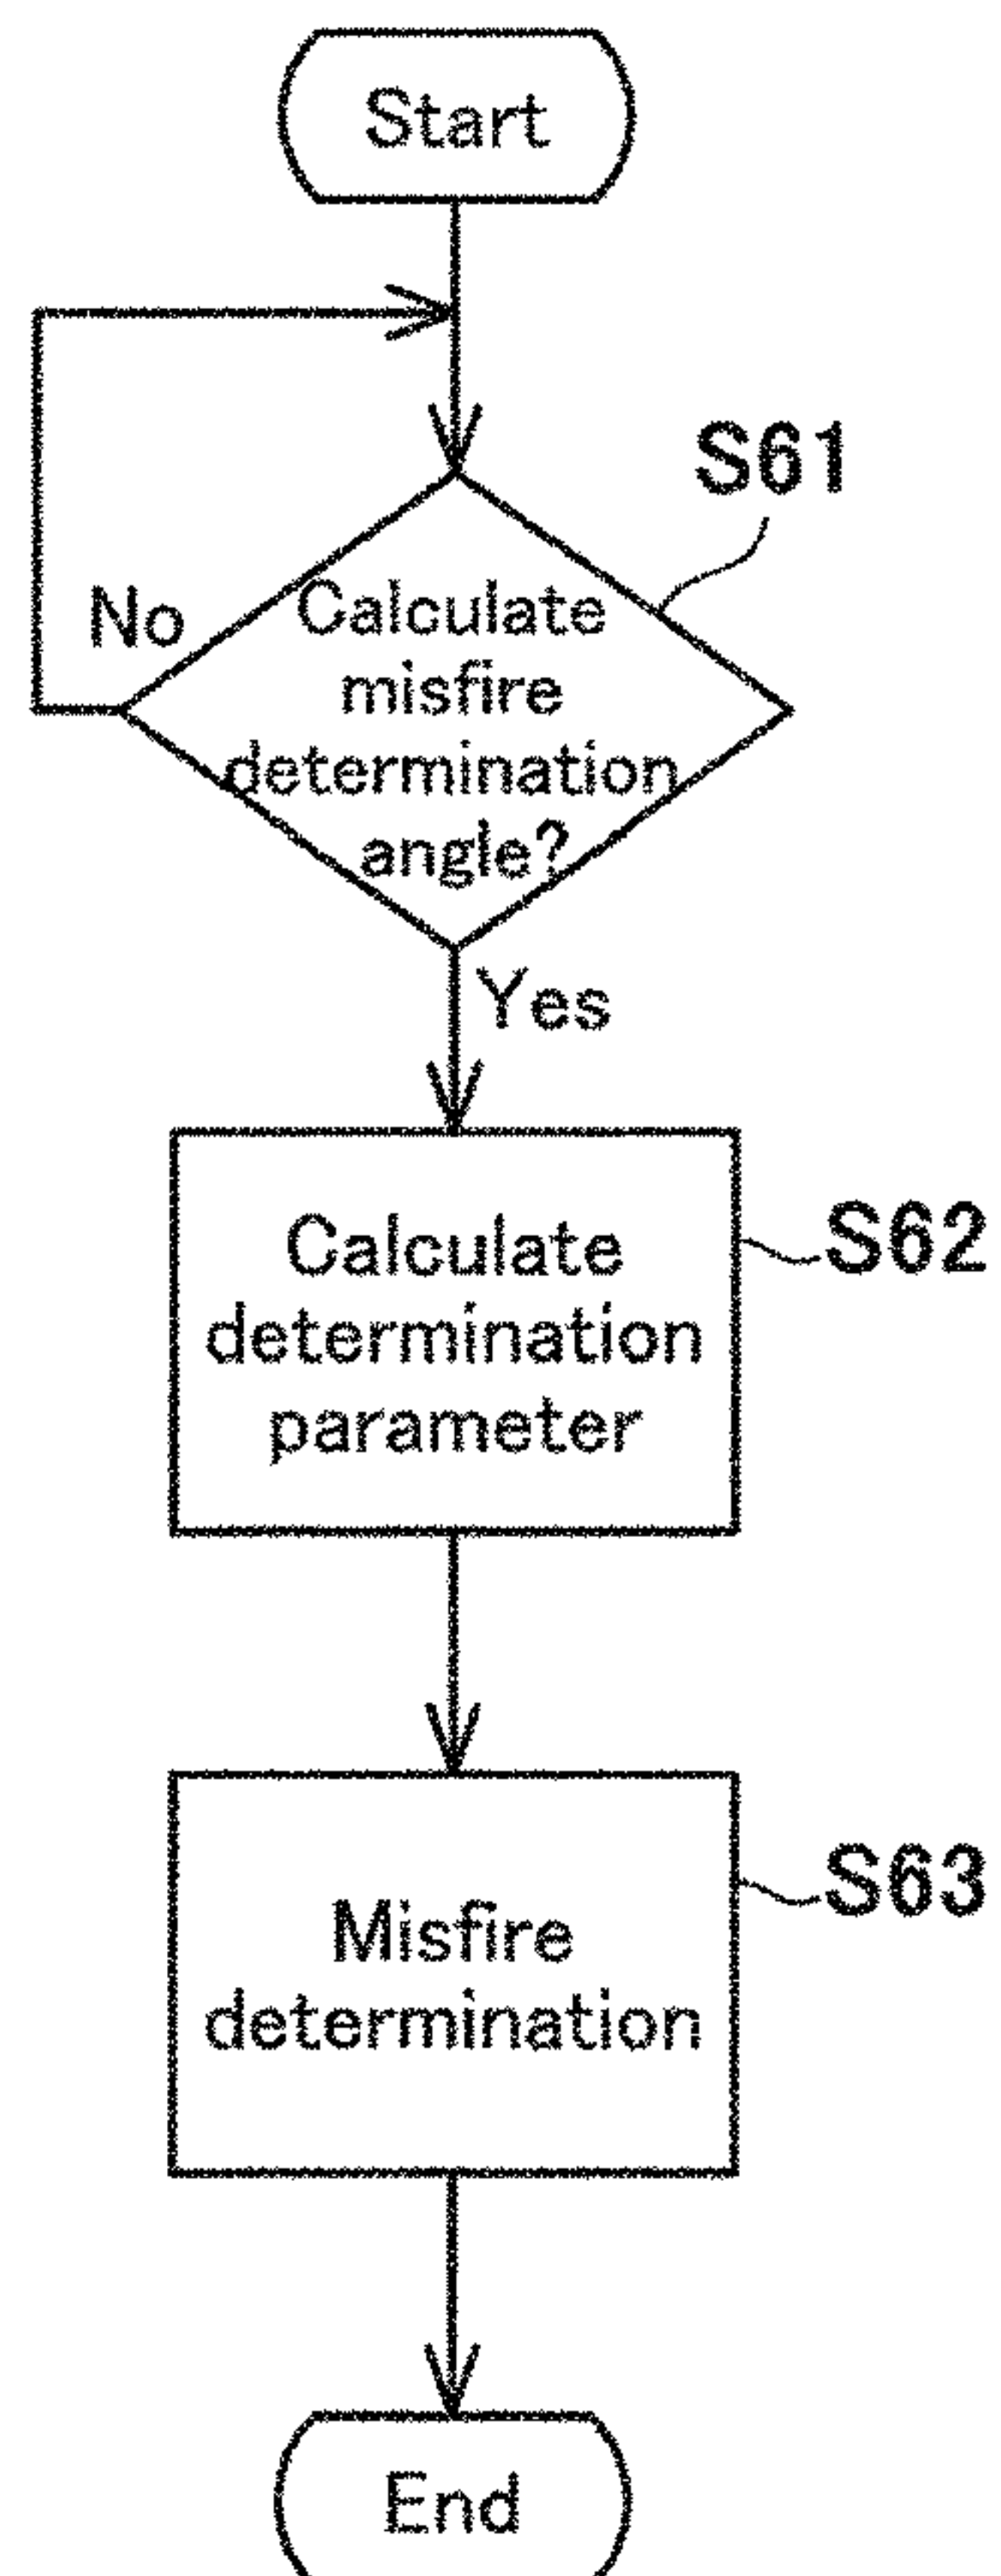 Start
S61
No
Calculate
misfire
determination
angle?
Yes
Calculate
determination
parameter
S62
Misfire
determination
S63
End